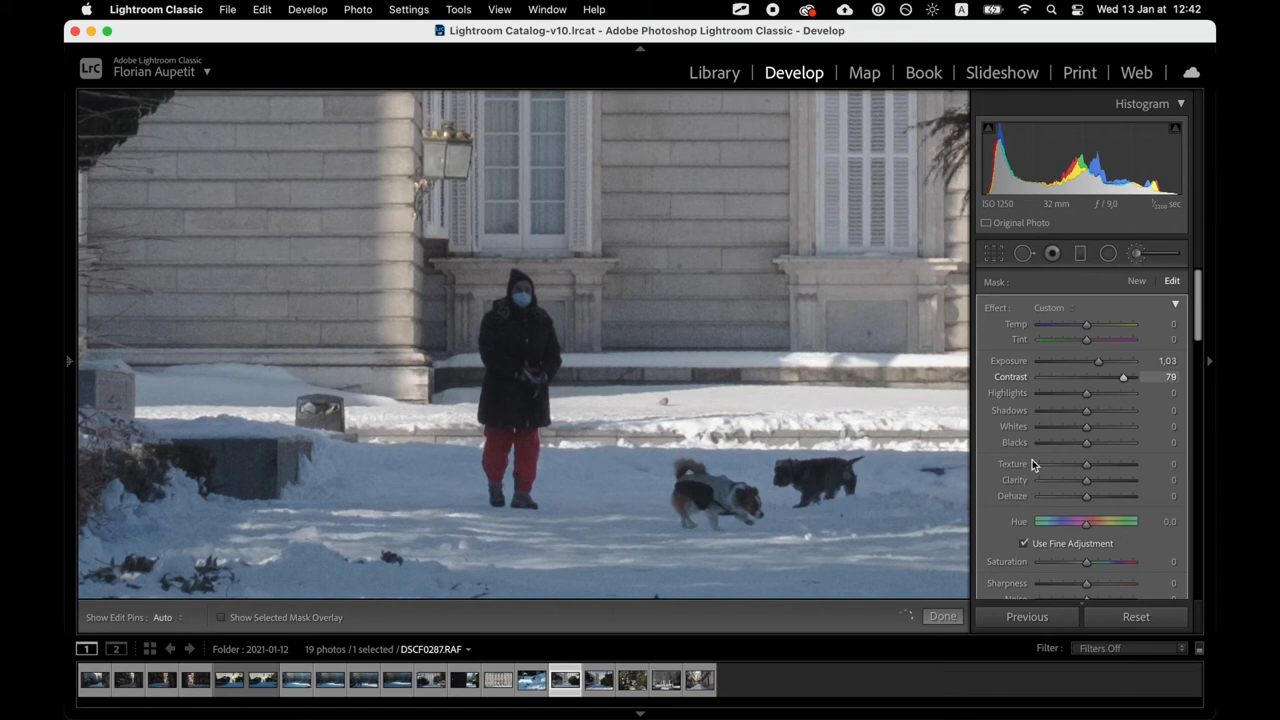 Lightroom Classic File Edit Develop Photo Settings Tools View Window Help A Wed 13 Jan at 12:42
Lightroom Catalog-v10.lrcat - Adobe Photoshop Lightroom Classic - Develop
LrC Adobe Lightroom Classic
Florian Aupetit
Library | Develop | Map | Book | Slideshow | Print | Web
Histogram
ISO 1250 32 mm ƒ / 9,0 1/2200 sec
Original Photo
Mask : New Edit
Effect : Custom
Temp 0
Tint 0
Exposure 1,03
Contrast 79
Highlights 0
Shadows 0
Whites 0
Blacks 0
Texture 0
Clarity 0
Dehaze 0
Hue 0,0
Use Fine Adjustment
Saturation 0
Sharpness 0
Show Edit Pins : Auto Show Selected Mask Overlay Done Previous Reset
1 2 Folder : 2021-01-12 19 photos /1 selected / DSCF0287.RAF Filter : Filters Off